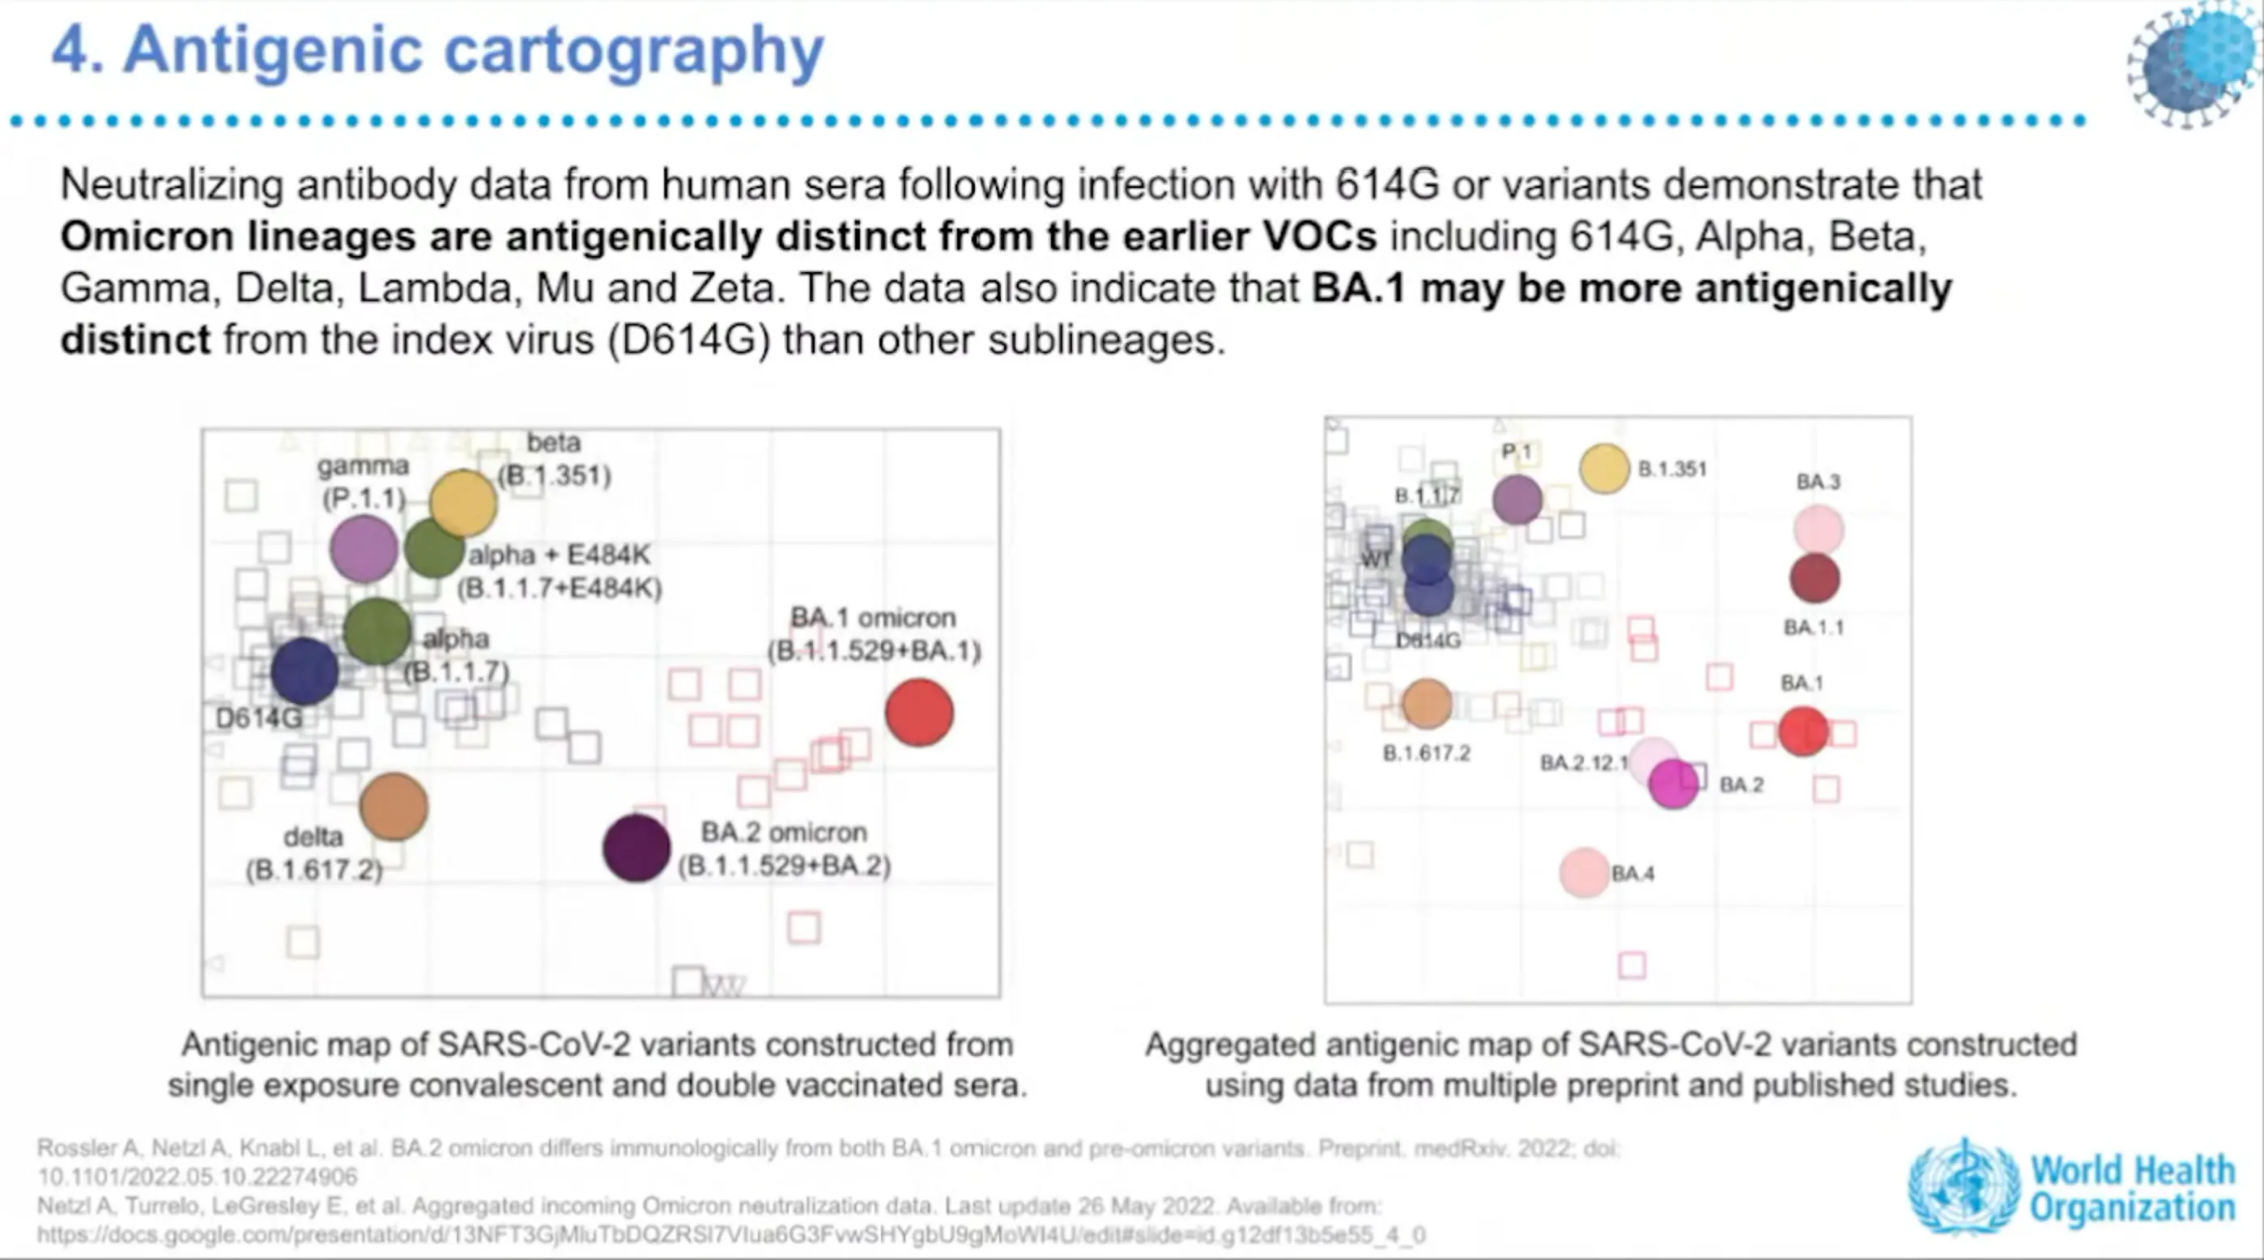 4. Antigenic cartography
Neutralizing antibody data from human sera following infection with 614G or variants demonstrate that
Omicron lineages are antigenically distinct from the earlier VOCs including 614G, Alpha, Beta,
Gamma, Delta, Lambda, Mu and Zeta. The data also indicate that BA.1 may be more antigenically
distinct from the index virus (D614G) than other sublineages.
beta
(B.1.351)
gamma
(P.1.1)
alpha + E484K
(B.1.1.7+E484K)
BA.1 omicron
(B.1.1.529+BA.1)
alpha
(B.1.1.7)
D614G
delta
(B.1.617.2)
BA.2 omicron
(B.1.1.529+BA.2)
P.1
B.1.351
BA.3
B.1.1.7
WT
BA.1.1
D614G
BA.1
B.1.617.2
BA.2.12.1
BA.2
BA.4
Antigenic map of SARS-CoV-2 variants constructed from
single exposure convalescent and double vaccinated sera.
Aggregated antigenic map of SARS-CoV-2 variants constructed
using data from multiple preprint and published studies.
Rossler A, Netzl A, Knabl L, et al. BA.2 omicron differs immunologically from both BA.1 omicron and pre-omicron variants. Preprint. medRxiv. 2022; doi:
10.1101/2022.05.10.22274906
Netzl A, Turrelo, LeGresley E, et al. Aggregated incoming Omicron neutralization data. Last update 26 May 2022. Available from:
World Health
Organization